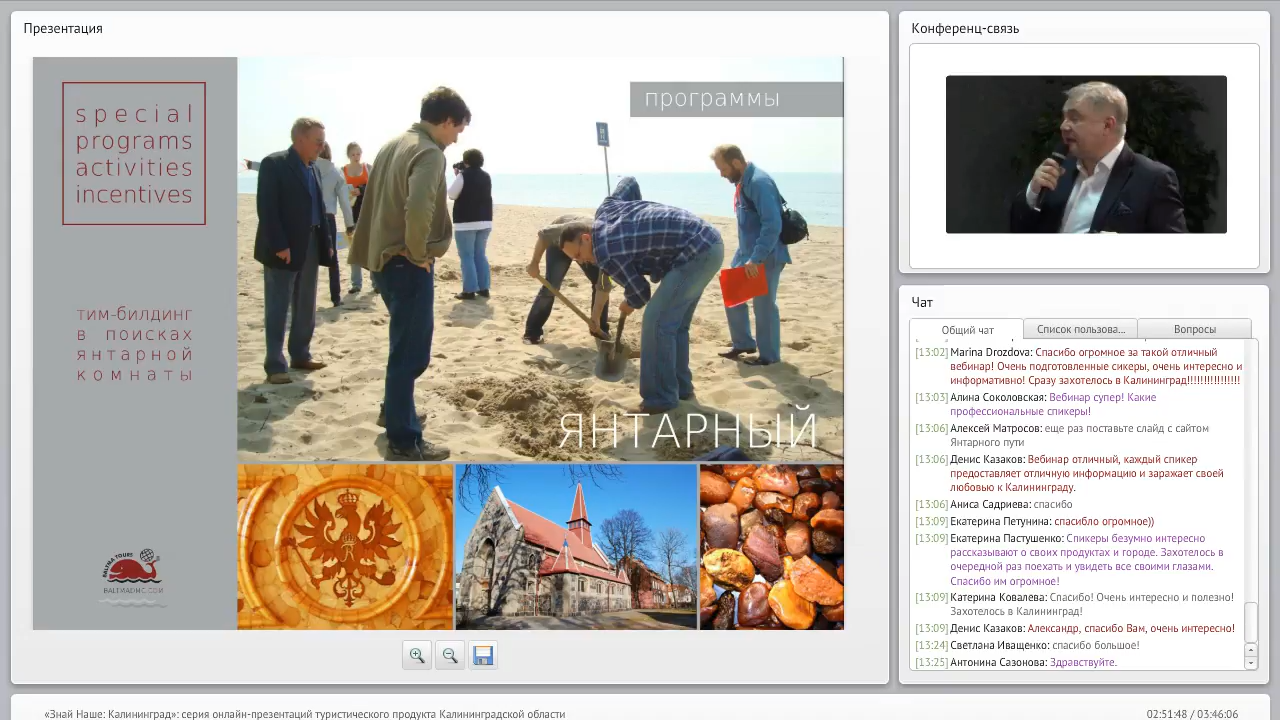 Презентация
special
programs
activities
incentives
программы
тим-билдинг
в поисках
янтарной
комнаты
ЯНТАРНЫЙ
BALTMA TOURS
BALTMADMC.COM
Конференц-связь
Чат
Общий чат
Список пользова...
Вопросы
[13:02] Marina Drozdova: Спасибо огромное за такой отличный
вебинар! Очень подготовленные сикеры, очень интересно и
информативно! Сразу захотелось в Калининград!!!!!!!!!!!!!!!!
[13:03] Алина Соколовская: Вебинар супер! Какие
профессиональные спикеры!
[13:06] Алексей Матросов: еще раз поставьте слайд с сайтом
Янтарного пути
[13:06] Денис Казаков: Вебинар отличный, каждый спикер
предоставляет отличную информацию и заражает своей
любовью к Калининграду.
[13:06] Аниса Садриева: спасибо
[13:09] Екатерина Петунина: спасибло огромное))
[13:09] Екатерина Пастушенко: Спикеры безумно интересно
рассказывают о своих продуктах и городе. Захотелось в
очередной раз поехать и увидеть все своими глазами.
Спасибо им огромное!
[13:09] Катерина Ковалева: Спасибо! Очень интересно и полезно!
Захотелось в Калининград!
[13:09] Денис Казаков: Александр, спасибо Вам, очень интересно!
[13:24] Светлана Иващенко: спасибо большое!
[13:25] Антонина Сазонова: Здравствуйте.
«Знай Наше: Калининград»: серия онлайн-презентаций туристического продукта Калининградской области
02:51:48 / 03:46:06